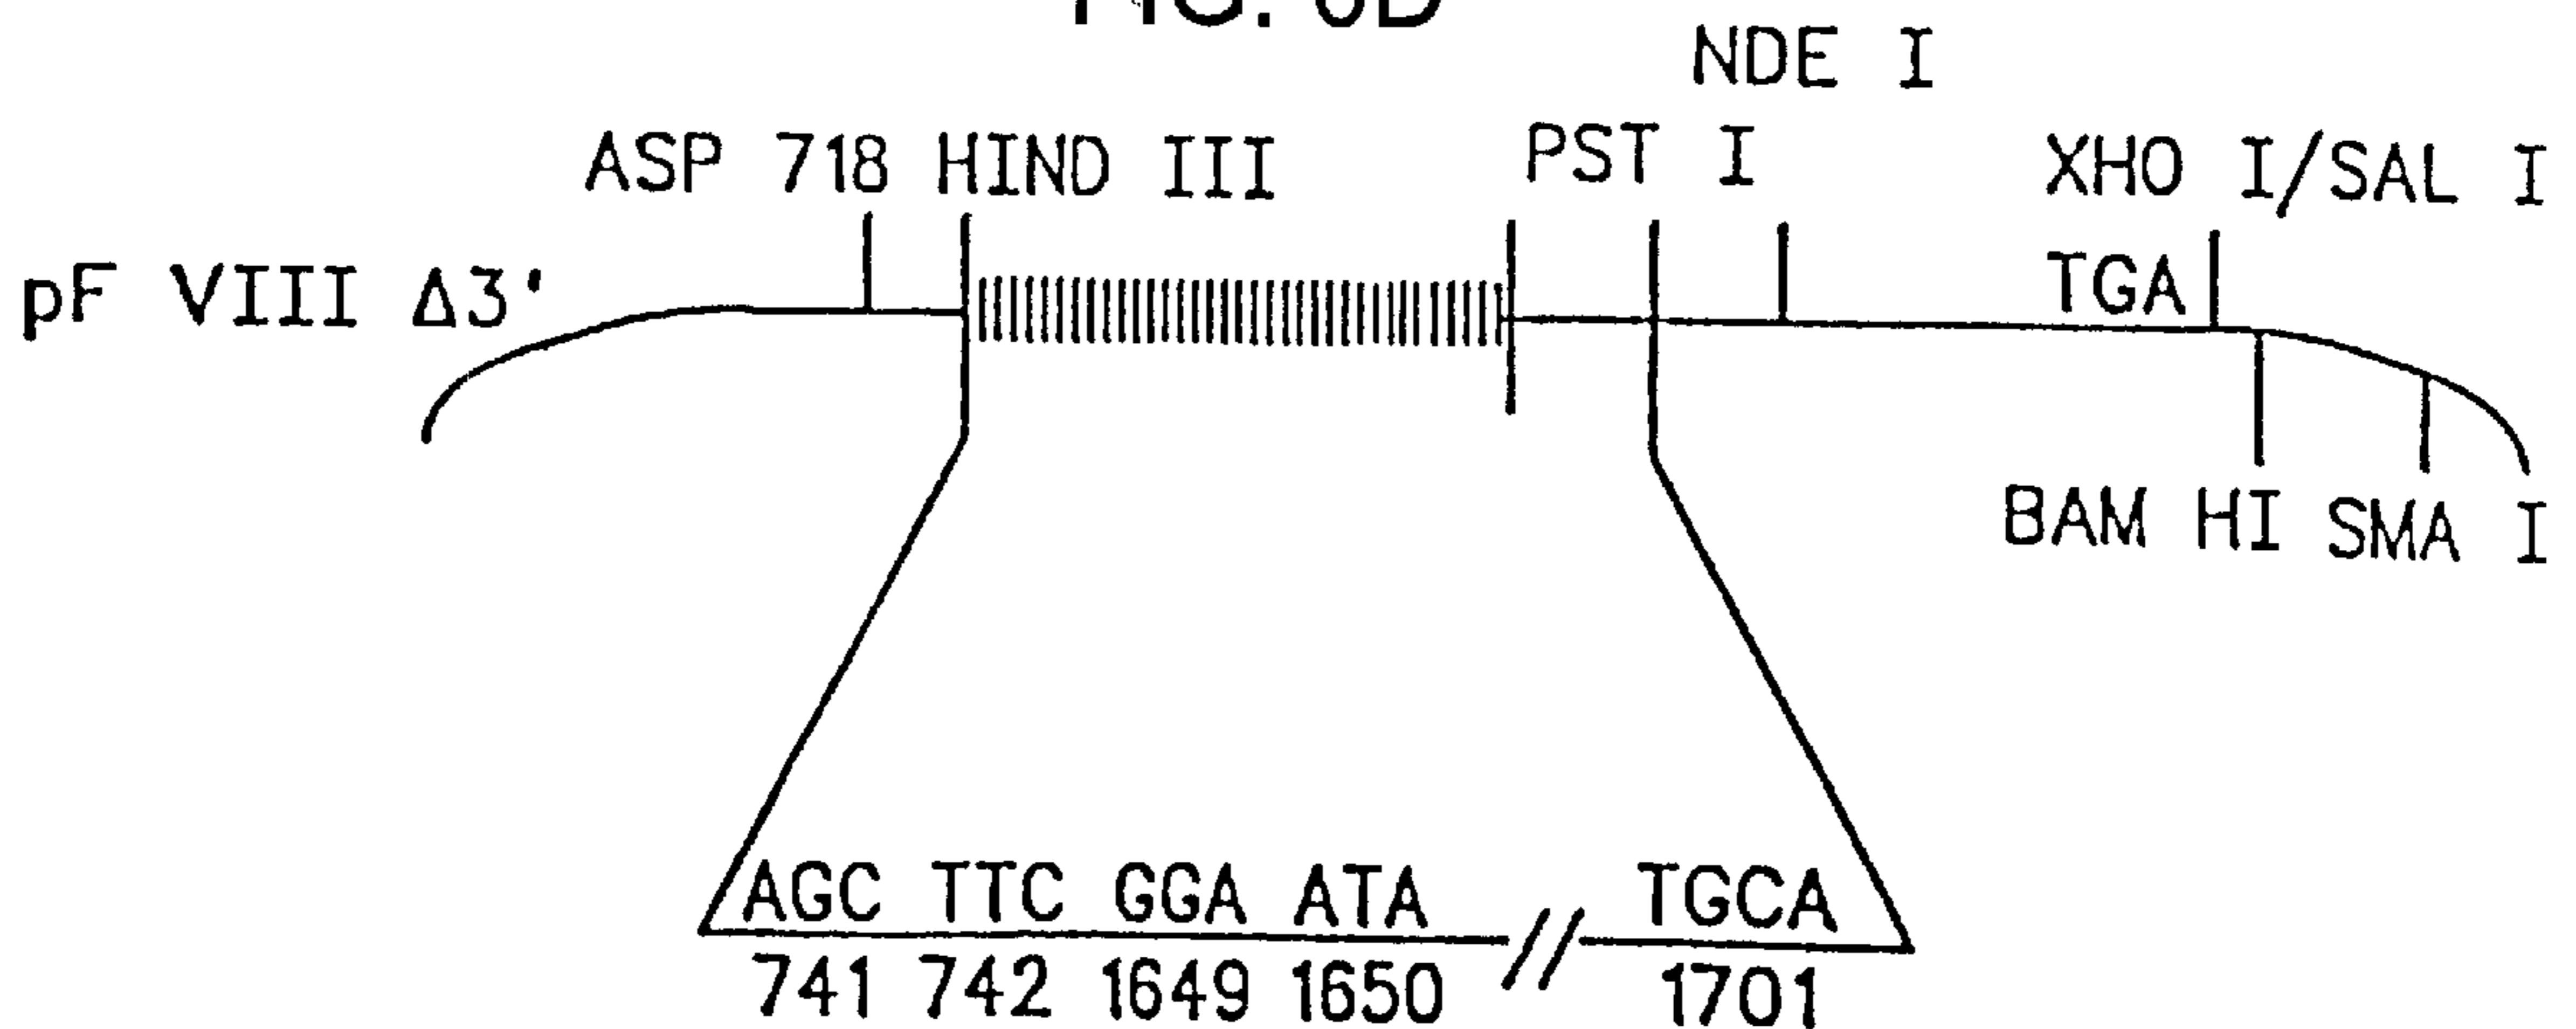 NDE I
ASP 718 HIND III PST I XHO I/SAL I
pF VIII Δ3' TGA
BAM HI SMA I
AGC TTC GGA ATA // TGCA
741 742 1649 1650 1701